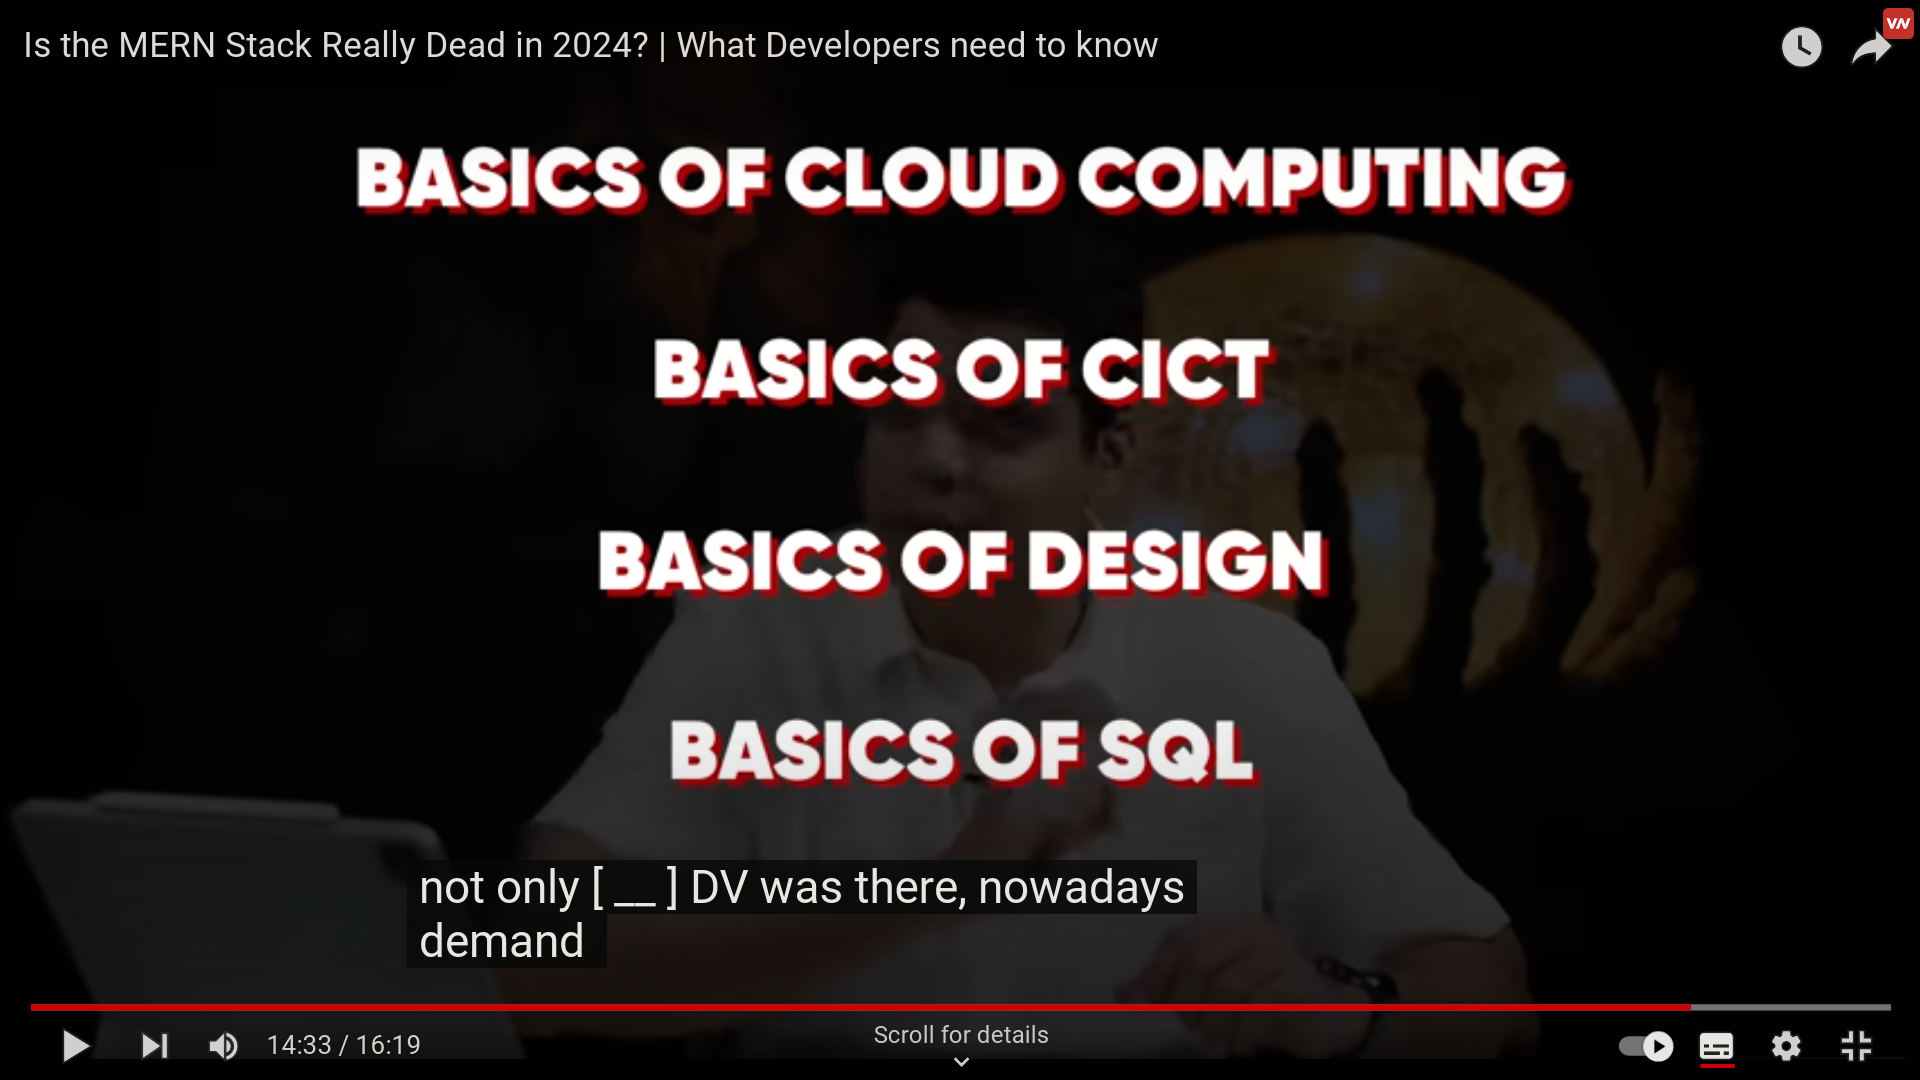 Is the MERN Stack Really Dead in 2024? | What Developers need to know
VN
BASICS OF CLOUD COMPUTING
BASICS OF CICT
BASICS OF DESIGN
BASICS OF SQL
not only [ __ ] DV was there, nowadays
demand
14:33 / 16:19
Scroll for details